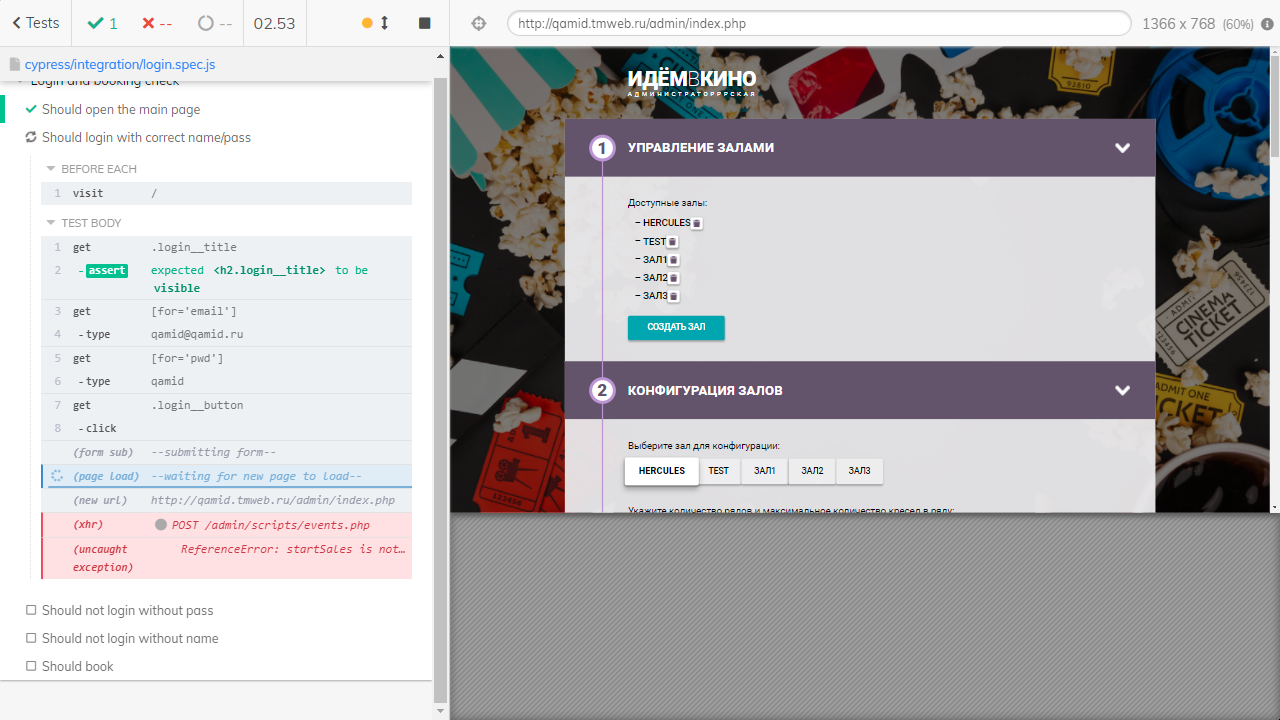 Tests
1
--
--
02.53
http://qamid.tmweb.ru/admin/index.php
1366 x 768 (60%)
cypress/integration/login.spec.js
Login and booking check
Should open the main page
Should login with correct name/pass
BEFORE EACH
1 visit /
TEST BODY
1 get .login__title
2 -assert expected <h2.login__title> to be
visible
3 get [for='email']
4 -type qamid@qamid.ru
5 get [for='pwd']
6 -type qamid
7 get .login__button
8 -click
(form sub) --submitting form--
(page load) --waiting for new page to load--
(new url) http://qamid.tmweb.ru/admin/index.php
(xhr) POST /admin/scripts/events.php
(uncaught ReferenceError: startSales is not…
exception)
Should not login without pass
Should not login without name
Should book
ИДЁМВКИНО
АДМИНИСТРАТОРРРСКАЯ
1 УПРАВЛЕНИЕ ЗАЛАМИ
Доступные залы:
– HERCULES
– TEST
– ЗАЛ1
– ЗАЛ2
– ЗАЛ3
СОЗДАТЬ ЗАЛ
2 КОНФИГУРАЦИЯ ЗАЛОВ
Выберите зал для конфигурации:
HERCULES TEST ЗАЛ1 ЗАЛ2 ЗАЛ3
Укажите количество рядов и максимальное количество кресел в ряду:
CINEMA
TICKET
ADMIT ONE